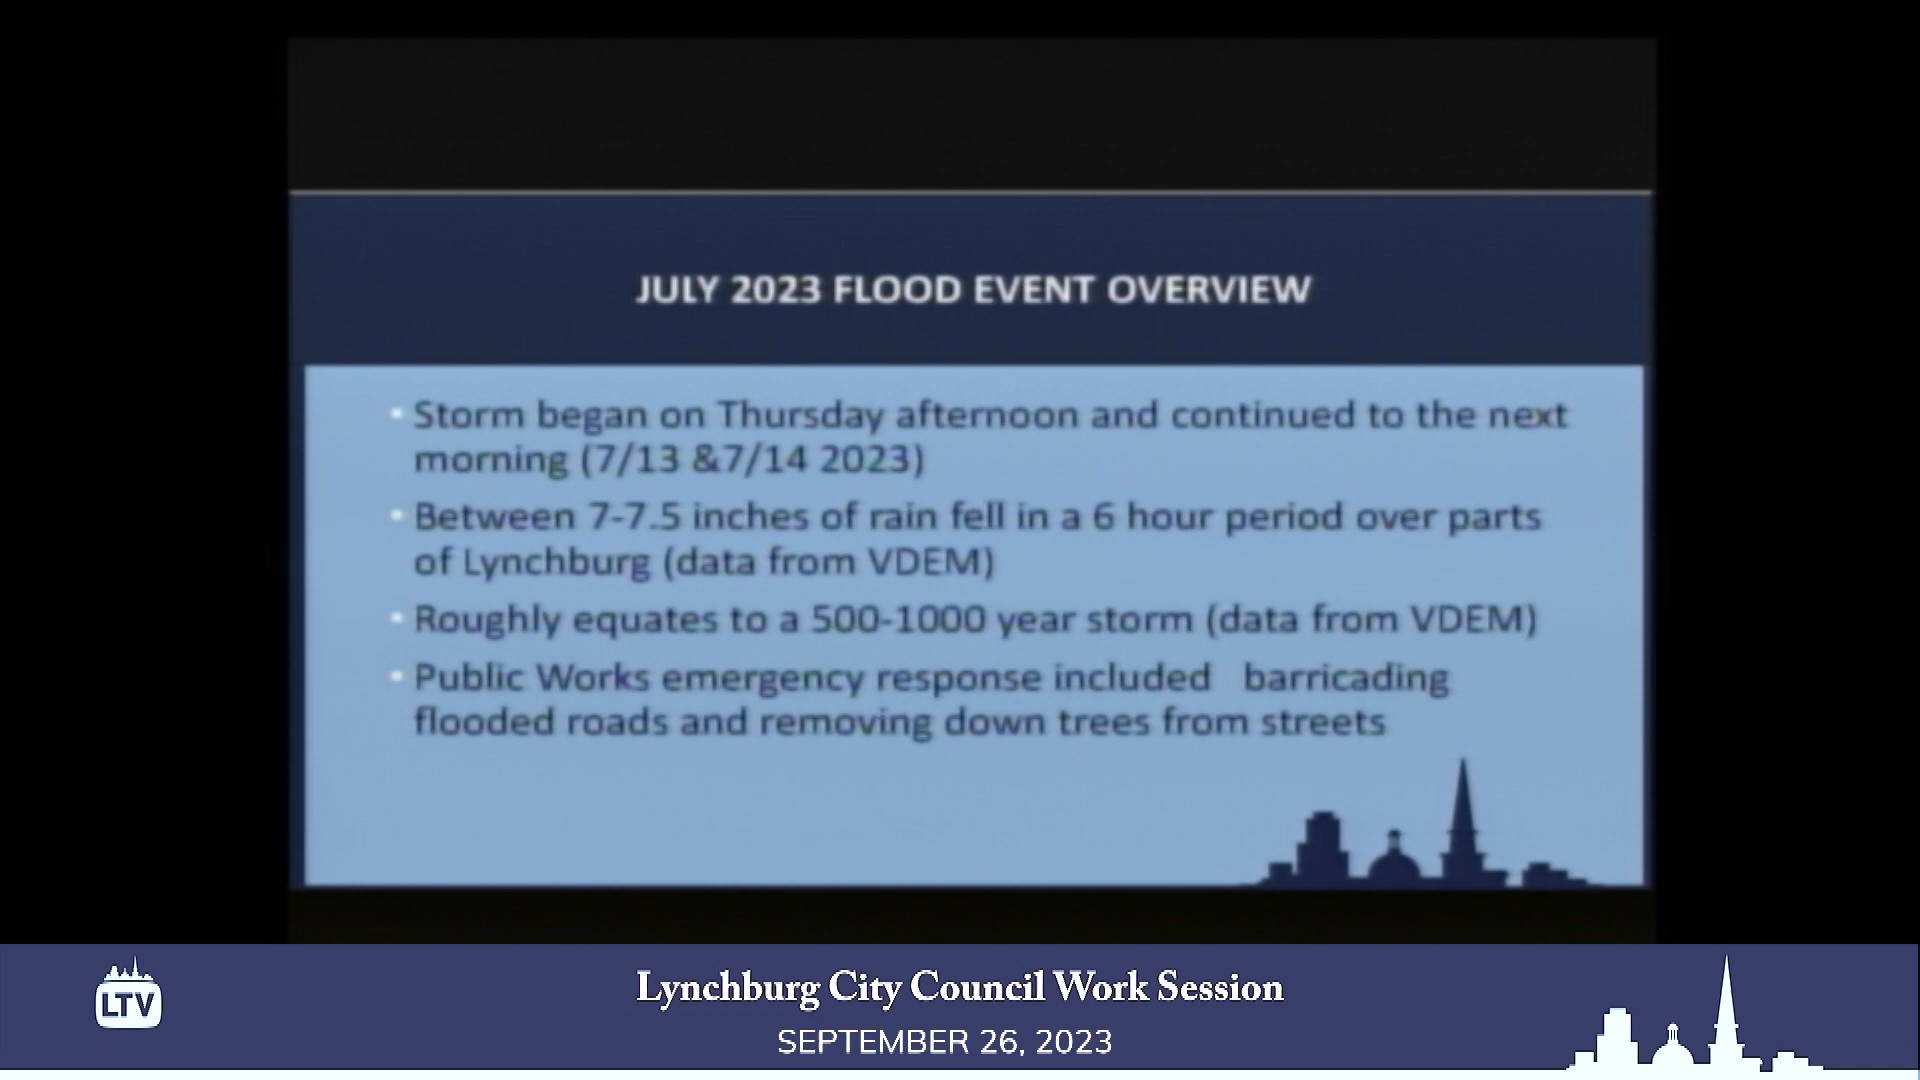 JULY 2023 FLOOD EVENT OVERVIEW
• Storm began on Thursday afternoon and continued to the next
morning (7/13 &7/14 2023)
• Between 7-7.5 inches of rain fell in a 6 hour period over parts
of Lynchburg (data from VDEM)
• Roughly equates to a 500-1000 year storm (data from VDEM)
• Public Works emergency response included barricading
flooded roads and removing down trees from streets
LTV
Lynchburg City Council Work Session
SEPTEMBER 26, 2023